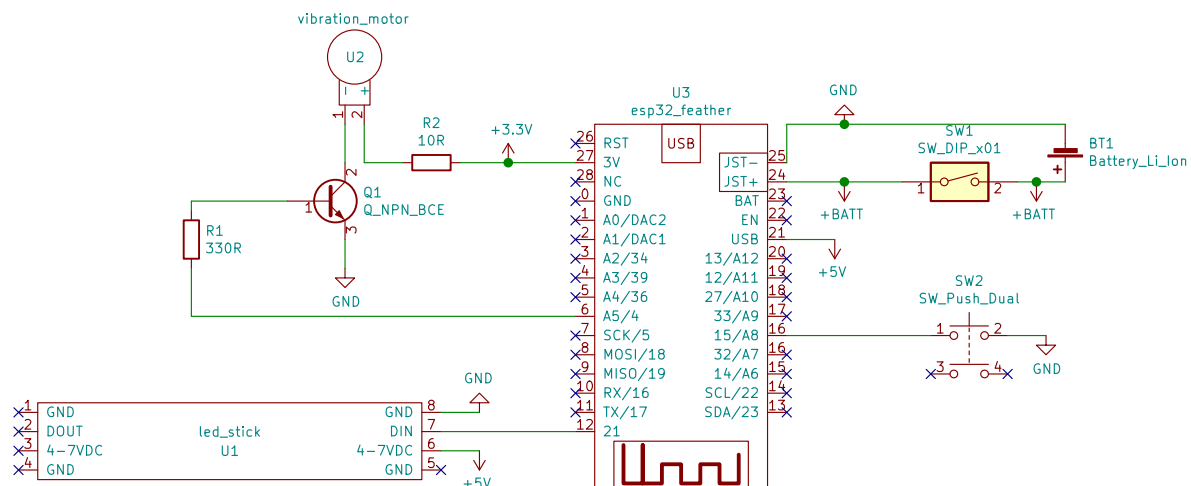 vibration_motor
U2
- +
1 2
R2
10R
+3.3V
2
Q1
Q_NPN_BCE
1
3
R1
330R
GND
U3
esp32_feather
USB
26 RST
27 3V
28 NC
0 GND
1 A0/DAC2
2 A1/DAC1
3 A2/34
4 A3/39
5 A4/36
6 A5/4
7 SCK/5
8 MOSI/18
9 MISO/19
10 RX/16
11 TX/17
12 21
JST- 25
JST+ 24
BAT 23
EN 22
USB 21
13/A12 20
12/A11 19
27/A10 18
33/A9 17
15/A8 16
32/A7 16
14/A6 15
SCL/22 14
SDA/23 13
GND
SW1
SW_DIP_x01
1 2
+BATT
+BATT
BT1
Battery_Li_Ion
+
+5V
SW2
SW_Push_Dual
1 2
3 4
GND
GND
1 GND
2 DOUT
3 4-7VDC
4 GND
led_stick
U1
GND 8
DIN 7
4-7VDC 6
GND 5
+5V